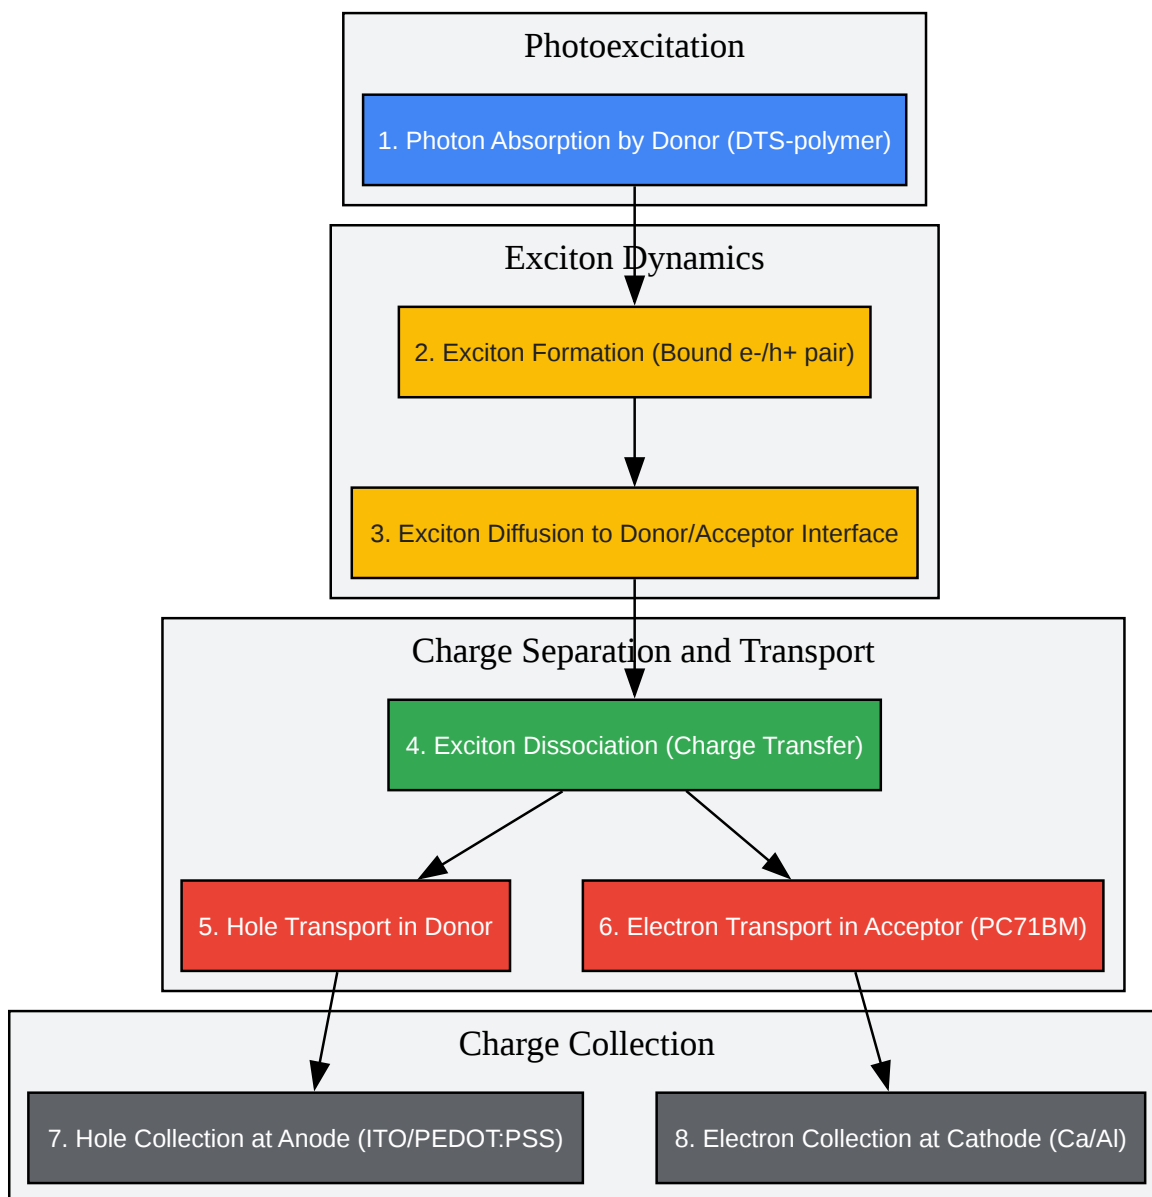 Photoexcitation
1. Photon Absorption by Donor (DTS-polymer)
Exciton Dynamics
2. Exciton Formation (Bound e-/h+ pair)
3. Exciton Diffusion to Donor/Acceptor Interface
Charge Separation and Transport
4. Exciton Dissociation (Charge Transfer)
5. Hole Transport in Donor
6. Electron Transport in Acceptor (PC71BM)
Charge Collection
7. Hole Collection at Anode (ITO/PEDOT:PSS)
8. Electron Collection at Cathode (Ca/Al)